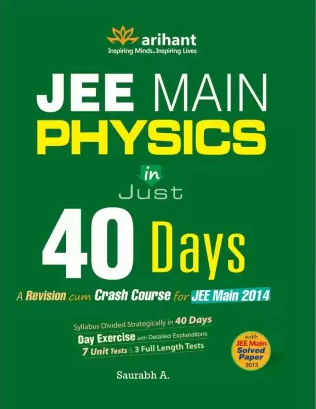 arihant
Inspiring Minds...Inspiring Lives
JEE MAIN
PHYSICS
in
Just
40 Days
A Revision cum Crash Course for JEE Main 2014
Syllabus Divided Strategically in 40 Days
Day Exercise with Detailed Explanations
7 Unit Tests & 3 Full Length Tests
with
JEE Main
Solved
Paper
2013
Saurabh A.